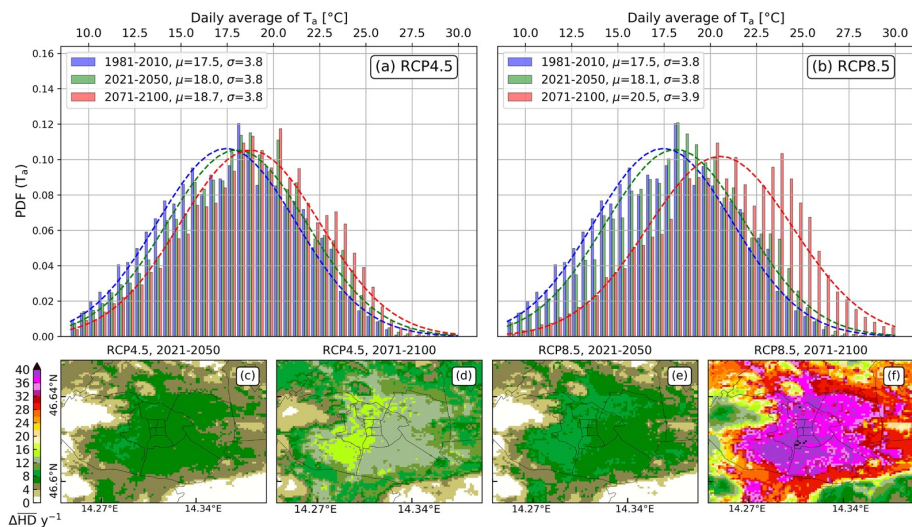 Daily average of Tₐ [°C]
10.0 12.5 15.0 17.5 20.0 22.5 25.0 27.5 30.0
(a) RCP4.5
1981-2010, μ=17.5, σ=3.8
2021-2050, μ=18.0, σ=3.8
2071-2100, μ=18.7, σ=3.8
PDF (Tₐ)
0.16
0.14
0.12
0.10
0.08
0.06
0.04
0.02
0.00
Daily average of Tₐ [°C]
10.0 12.5 15.0 17.5 20.0 22.5 25.0 27.5 30.0
(b) RCP8.5
1981-2010, μ=17.5, σ=3.8
2021-2050, μ=18.1, σ=3.8
2071-2100, μ=20.5, σ=3.9
RCP4.5, 2021-2050
(c)
RCP4.5, 2071-2100
(d)
RCP8.5, 2021-2050
(e)
RCP8.5, 2071-2100
(f)
40
36
32
28
24
20
16
12
8
4
0
ΔH̅D̅ y⁻¹
46.64°N
46.6°N
14.27°E 14.34°E
14.27°E 14.34°E
14.27°E 14.34°E
14.27°E 14.34°E